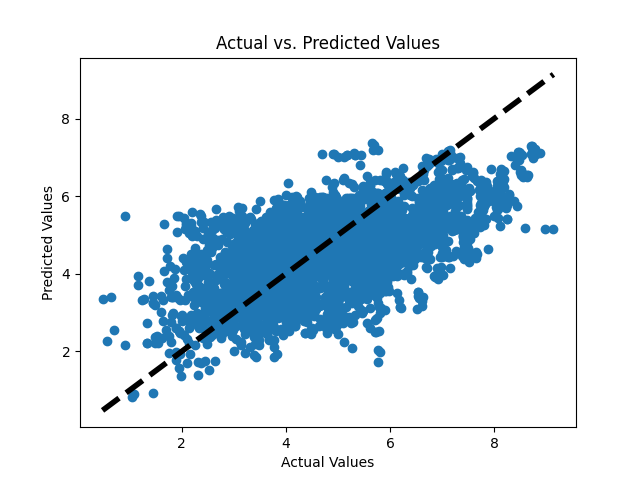 Actual vs. Predicted Values
8
6
4
2
Predicted Values
2 4 6 8
Actual Values